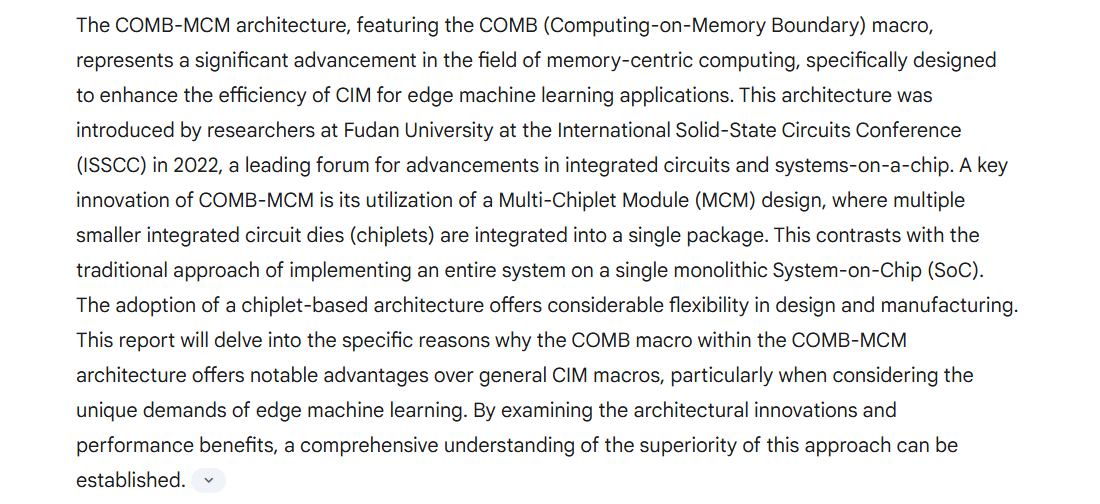 The COMB-MCM architecture, featuring the COMB (Computing-on-Memory Boundary) macro,
represents a significant advancement in the field of memory-centric computing, specifically designed
to enhance the efficiency of CIM for edge machine learning applications. This architecture was
introduced by researchers at Fudan University at the International Solid-State Circuits Conference
(ISSCC) in 2022, a leading forum for advancements in integrated circuits and systems-on-a-chip. A key
innovation of COMB-MCM is its utilization of a Multi-Chiplet Module (MCM) design, where multiple
smaller integrated circuit dies (chiplets) are integrated into a single package. This contrasts with the
traditional approach of implementing an entire system on a single monolithic System-on-Chip (SoC).
The adoption of a chiplet-based architecture offers considerable flexibility in design and manufacturing.
This report will delve into the specific reasons why the COMB macro within the COMB-MCM
architecture offers notable advantages over general CIM macros, particularly when considering the
unique demands of edge machine learning. By examining the architectural innovations and
performance benefits, a comprehensive understanding of the superiority of this approach can be
established.